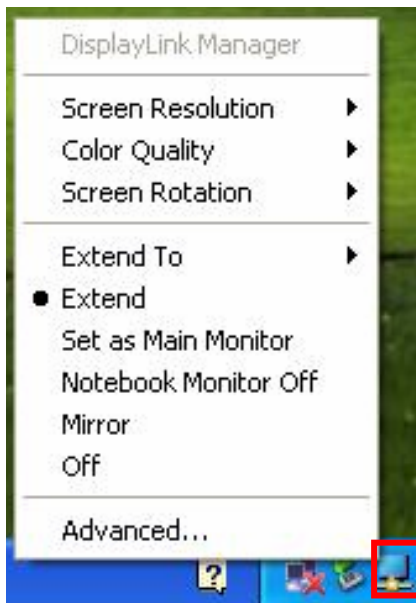 DisplayLink Manager
Screen Resolution
Color Quality
Screen Rotation
Extend To
Extend
Set as Main Monitor
Notebook Monitor Off
Mirror
Off
Advanced...
?